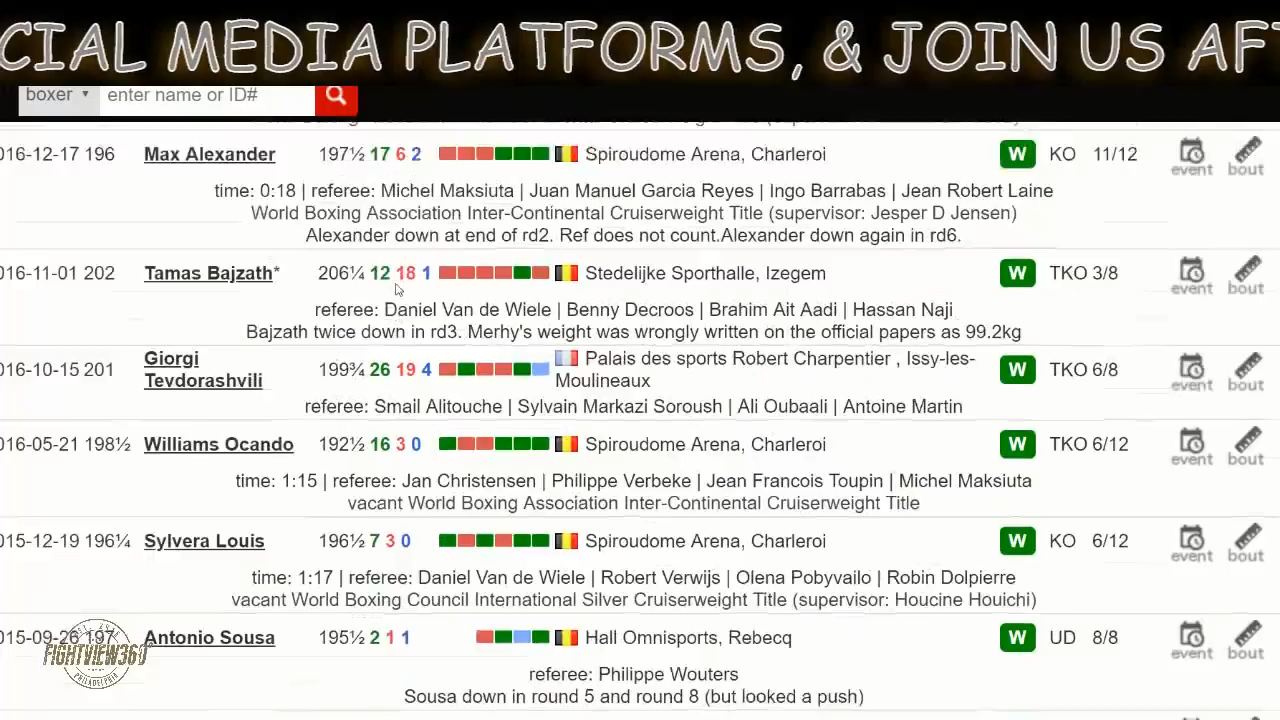 CIAL MEDIA PLATFORMS, & JOIN US AFT
boxer ▾ enter name or ID#
016-12-17 196 Max Alexander 197½ 17 6 2 Spiroudome Arena, Charleroi W KO 11/12 event bout
time: 0:18 | referee: Michel Maksiuta | Juan Manuel Garcia Reyes | Ingo Barrabas | Jean Robert Laine
World Boxing Association Inter-Continental Cruiserweight Title (supervisor: Jesper D Jensen)
Alexander down at end of rd2. Ref does not count.Alexander down again in rd6.
016-11-01 202 Tamas Bajzath* 206¼ 12 18 1 Stedelijke Sporthalle, Izegem W TKO 3/8 event bout
referee: Daniel Van de Wiele | Benny Decroos | Brahim Ait Aadi | Hassan Naji
Bajzath twice down in rd3. Merhy's weight was wrongly written on the official papers as 99.2kg
016-10-15 201 Giorgi Tevdorashvili 199¾ 26 19 4 Palais des sports Robert Charpentier , Issy-les-Moulineaux W TKO 6/8 event bout
referee: Smail Alitouche | Sylvain Markazi Soroush | Ali Oubaali | Antoine Martin
016-05-21 198½ Williams Ocando 192½ 16 3 0 Spiroudome Arena, Charleroi W TKO 6/12 event bout
time: 1:15 | referee: Jan Christensen | Philippe Verbeke | Jean Francois Toupin | Michel Maksiuta
vacant World Boxing Association Inter-Continental Cruiserweight Title
015-12-19 196¼ Sylvera Louis 196½ 7 3 0 Spiroudome Arena, Charleroi W KO 6/12 event bout
time: 1:17 | referee: Daniel Van de Wiele | Robert Verwijs | Olena Pobyvailo | Robin Dolpierre
vacant World Boxing Council International Silver Cruiserweight Title (supervisor: Houcine Houichi)
015-09-26 197 Antonio Sousa 195½ 2 1 1 Hall Omnisports, Rebecq W UD 8/8 event bout
FIGHTVIEW360
PHILADELPHIA
referee: Philippe Wouters
Sousa down in round 5 and round 8 (but looked a push)